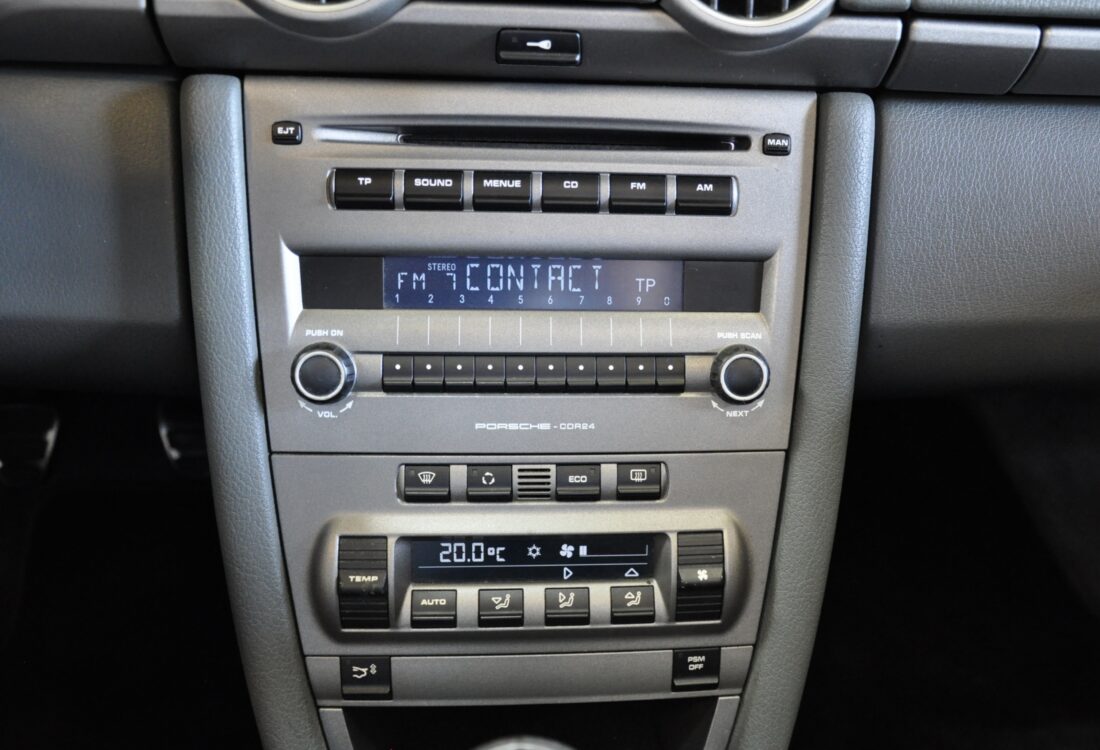 EJT
MAN
TP SOUND MENUE CD FM AM
STEREO
FM 7 CONTACT TP
1 2 3 4 5 6 7 8 9 0
PUSH ON
PUSH SCAN
VOL.
NEXT
PORSCHE - CDR24
ECO
TEMP
20.0°C
AUTO
PSM
OFF